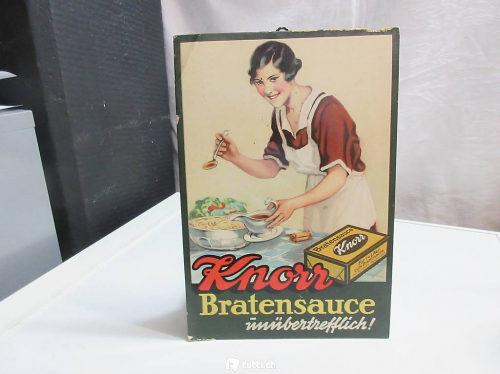 Bratensauce
Knorr
Knorr
Bratensauce
unübertrefflich!
tutti.ch